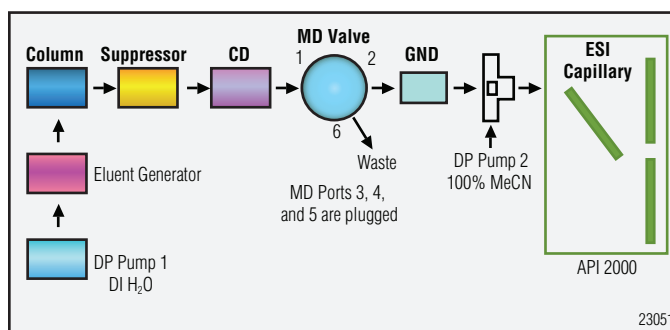 Column
Suppressor
CD
MD Valve
1
2
6
GND
ESI
Capillary
Waste
MD Ports 3, 4,
and 5 are plugged
DP Pump 2
100% MeCN
Eluent Generator
DP Pump 1
DI H₂O
API 2000
23051